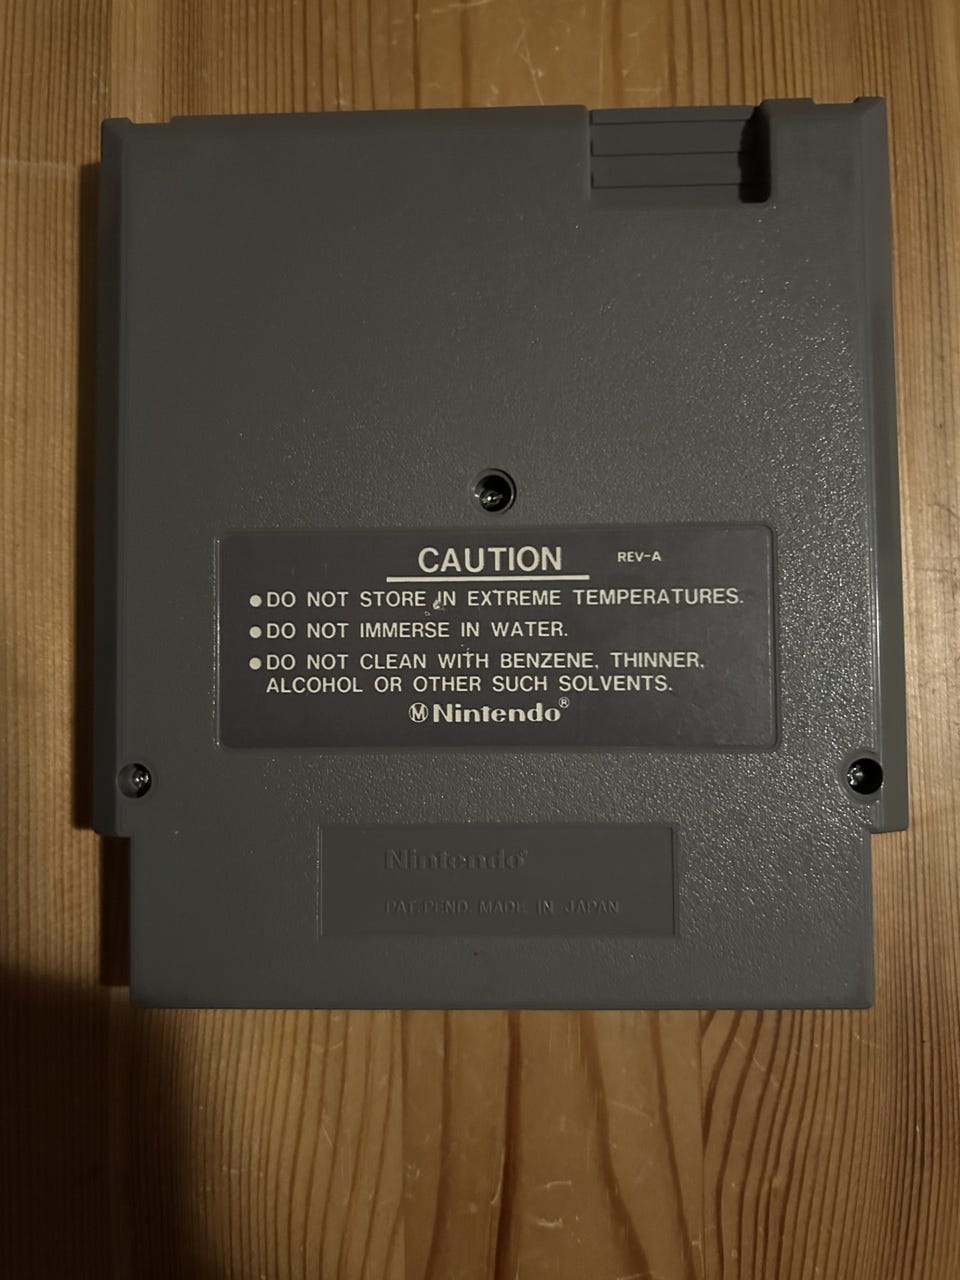 CAUTION REV-A
●DO NOT STORE IN EXTREME TEMPERATURES.
●DO NOT IMMERSE IN WATER.
●DO NOT CLEAN WITH BENZENE, THINNER,
ALCOHOL OR OTHER SUCH SOLVENTS.
Ⓜ Nintendo®
Nintendo®
PAT. PEND. MADE IN JAPAN